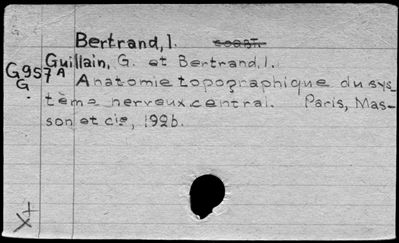 Bertrand, I.
Guillain, G. et Bertrand, I.
G957A Anatomie topographique du sys-
G tème nerveux central. Paris, Mas-
son et cie, 1926.
X